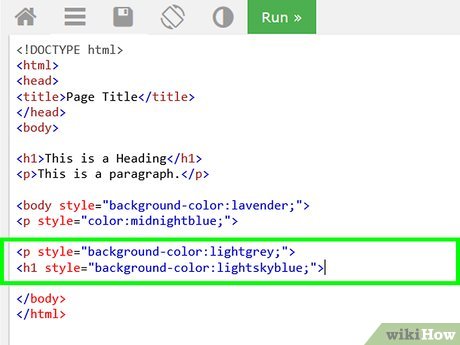 Run »
<!DOCTYPE html>
<html>
<head>
<title>Page Title</title>
</head>
<body>
<h1>This is a Heading</h1>
<p>This is a paragraph.</p>
<body style="background-color:lavender;">
<p style="color:midnightblue;">
<p style="background-color:lightgrey;">
<h1 style="background-color:lightskyblue;">
</body>
</html>
wikiHow